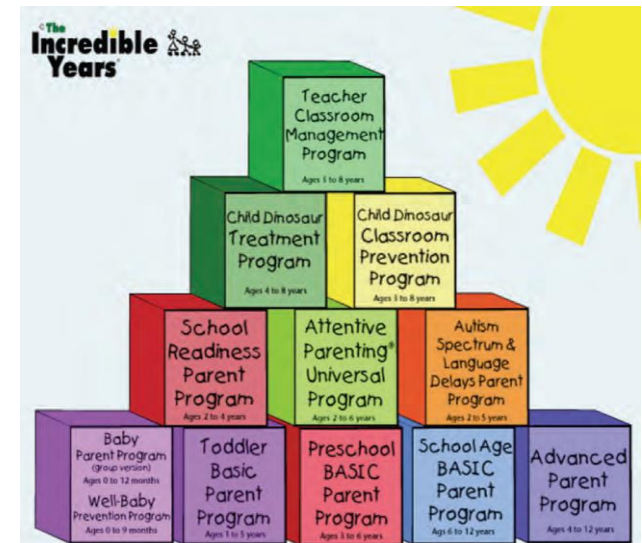 The
Incredible
Years®
Teacher
Classroom
Management
Program
Ages 3 to 8 years
Child Dinosaur
Treatment
Program
Ages 4 to 8 years
Child Dinosaur
Classroom
Prevention
Program
Ages 3 to 8 years
School
Readiness
Parent
Program
Ages 2 to 4 years
Attentive
Parenting®
Universal
Program
Ages 2 to 6 years
Autism
Spectrum &
Language
Delays Parent
Program
Ages 2 to 5 years
Baby
Parent Program
(group version)
Ages 0 to 12 months
Well-Baby
Prevention Program
Ages 0 to 9 months
Toddler
Basic
Parent
Program
Ages 1 to 3 years
Preschool
BASIC
Parent
Program
Ages 3 to 6 years
School Age
BASIC
Parent
Program
Ags 6 to 12 years
Advanced
Parent
Program
Ages 4 to 12 years